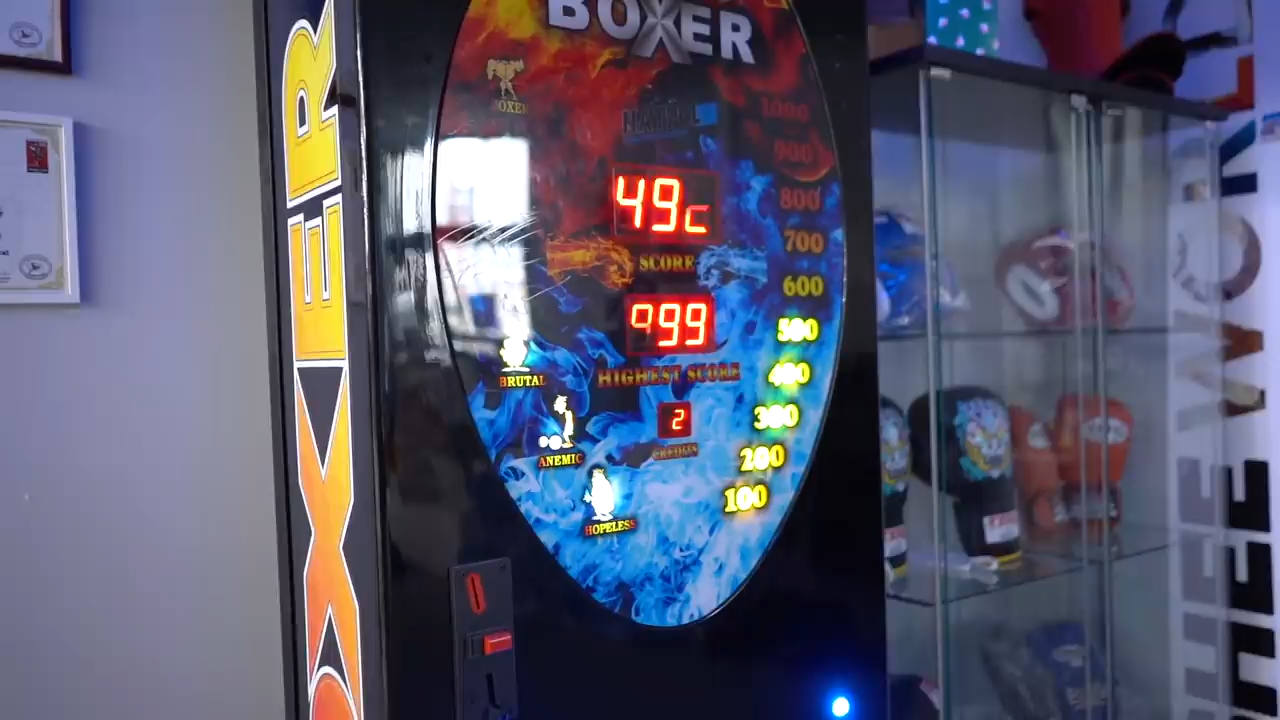 BOXER
BOXER
1000
900
49c
800
SCORE
700
600
999
500
BRUTAL
HIGHEST SCORE
400
2
300
ANEMIC
CREDITS
200
100
HOPELESS
BOXER